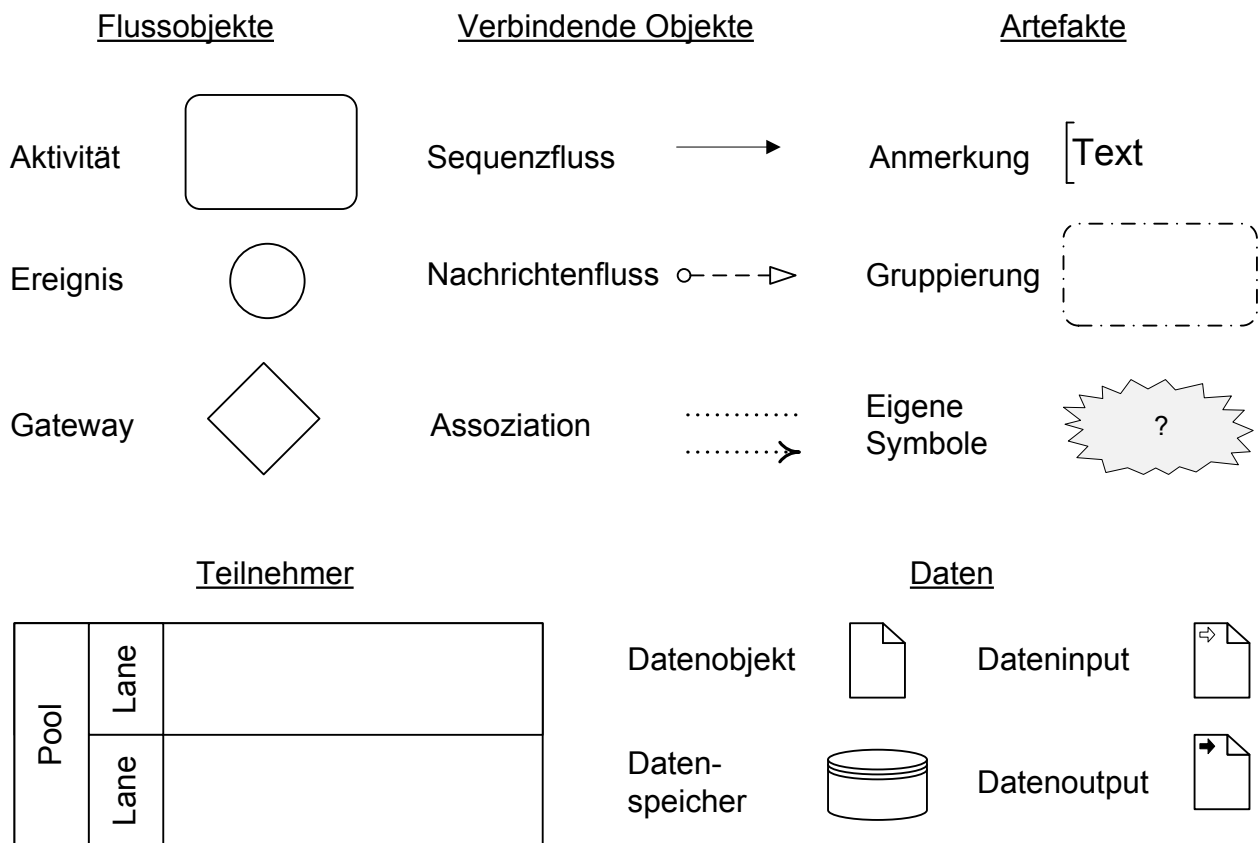 Flussobjekte
Verbindende Objekte
Artefakte
Aktivität
Sequenzfluss
Anmerkung
Text
Ereignis
Nachrichtenfluss
Gruppierung
Gateway
Assoziation
Eigene
Symbole
?
Teilnehmer
Daten
Pool
Lane
Lane
Datenobjekt
Dateninput
Daten-
speicher
Datenoutput